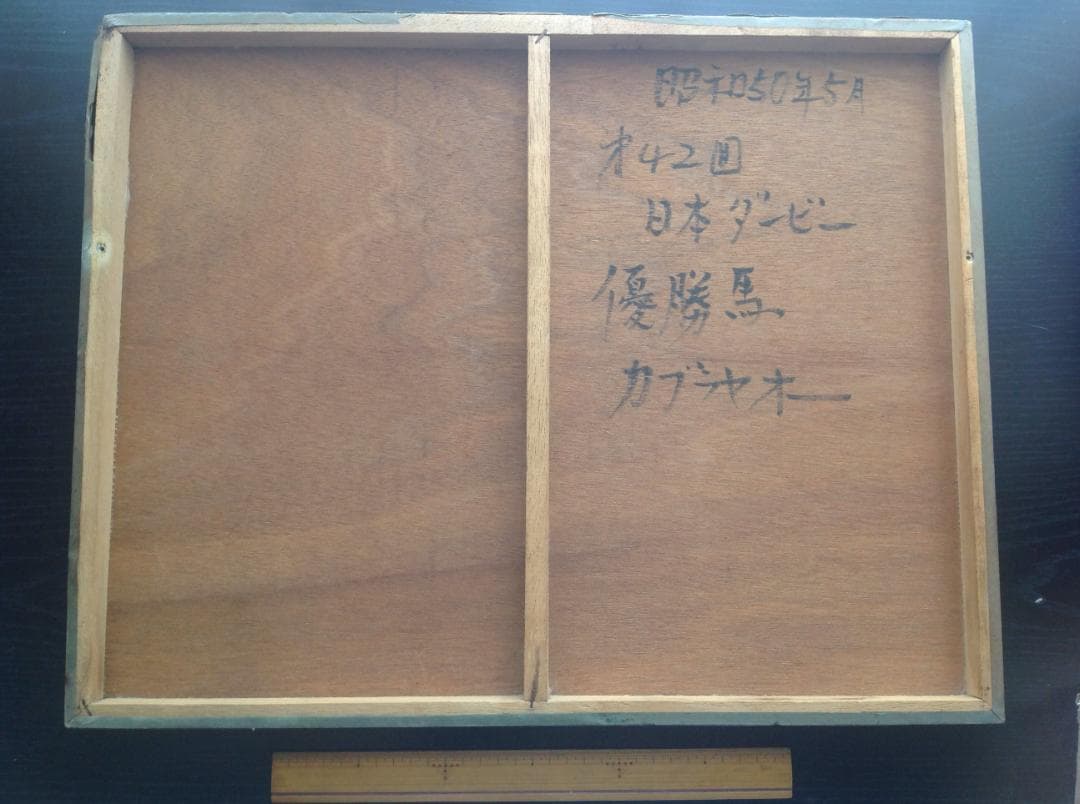 昭和50年5月
才42回
日本ダービー
優勝馬
カブラヤオー